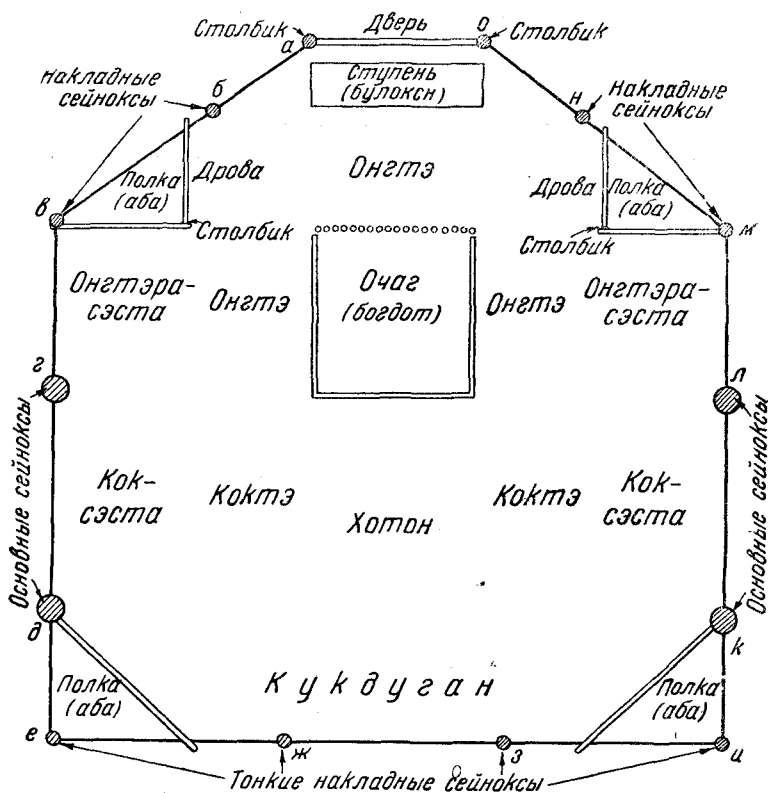 Столбик а Дверь о Столбик
Ступень
(булоксн)
Накладные
сейноксы
б
н
Накладные
сейноксы
Полка
(аба)
Дрова
Онгтэ
Дрова
Полка
(аба)
в
Столбик
Столбик
м
Онгтэра-
сэста
Онгтэ
Очаг
(богдот)
Онгтэ
Онгтэра-
сэста
г
л
Основные сейноксы
Кок-
сэста
Коктэ
Хотон
Коктэ
Кок-
сэста
Основные сейноксы
д
к
Полка
(аба)
Кукдуган
Полка
(аба)
е
ж
з
и
Тонкие накладные сейноксы